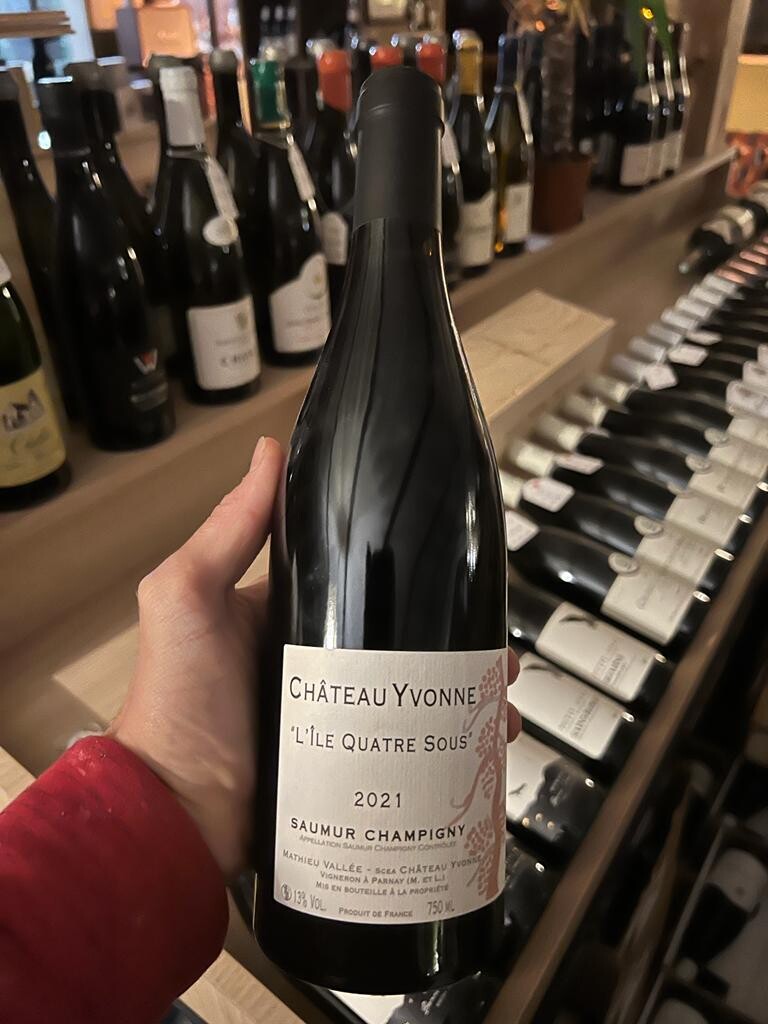 CHÂTEAU YVONNE
"L'ÎLE QUATRE SOUS"
2021
SAUMUR CHAMPIGNY
APPELLATION SAUMUR CHAMPIGNY CONTRÔLÉE
MATHIEU VALLÉE - SCEA CHÂTEAU YVONNE
VIGNERON À PARNAY (M. ET L.)
MIS EN BOUTEILLE À LA PROPRIÉTÉ
13% VOL. PRODUIT DE FRANCE 750 ML